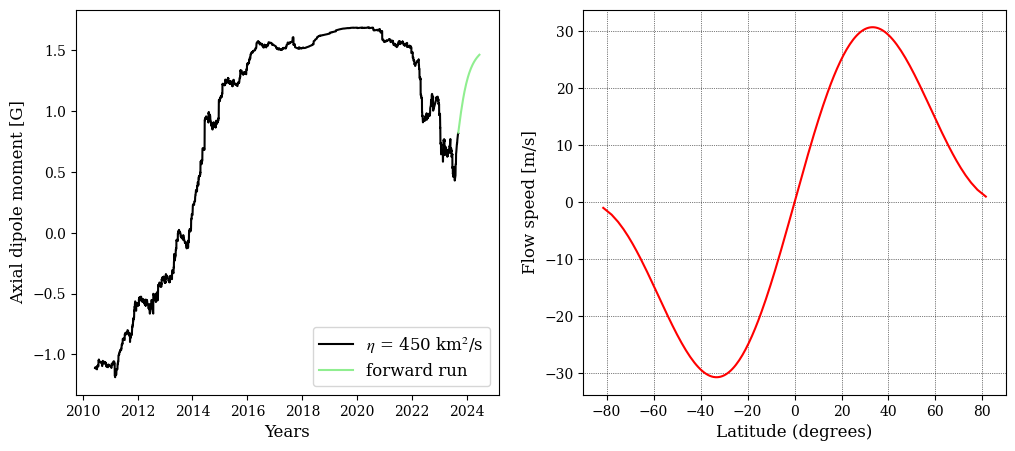 Axial dipole moment [G]
1.5
1.0
0.5
0.0
−0.5
−1.0
η = 450 km²/s
forward run
2010 2012 2014 2016 2018 2020 2022 2024
Years
Flow speed [m/s]
30
20
10
0
−10
−20
−30
−80 −60 −40 −20 0 20 40 60 80
Latitude (degrees)